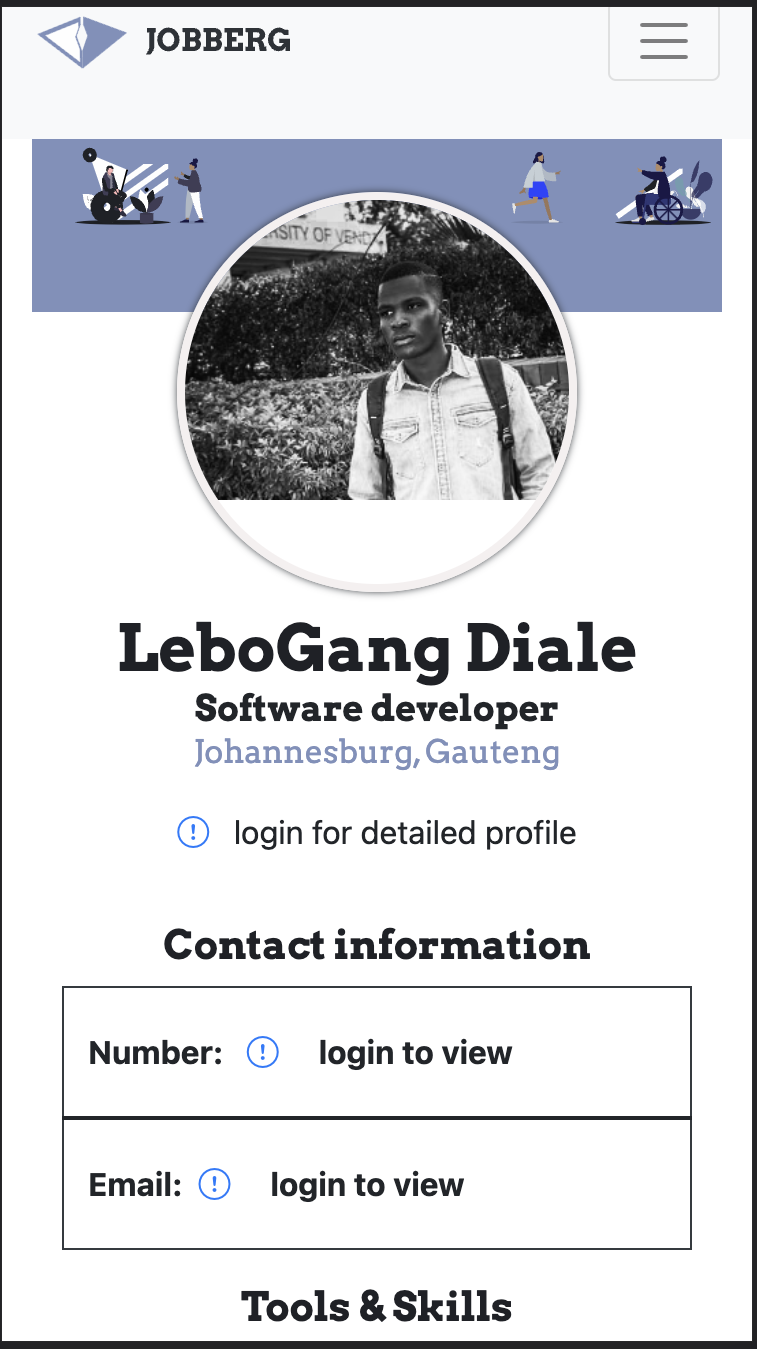 JOBBERG
RSITY OF VEND
LeboGang Diale
Software developer
Johannesburg, Gauteng
login for detailed profile
Contact information
Number: login to view
Email: login to view
Tools & Skills